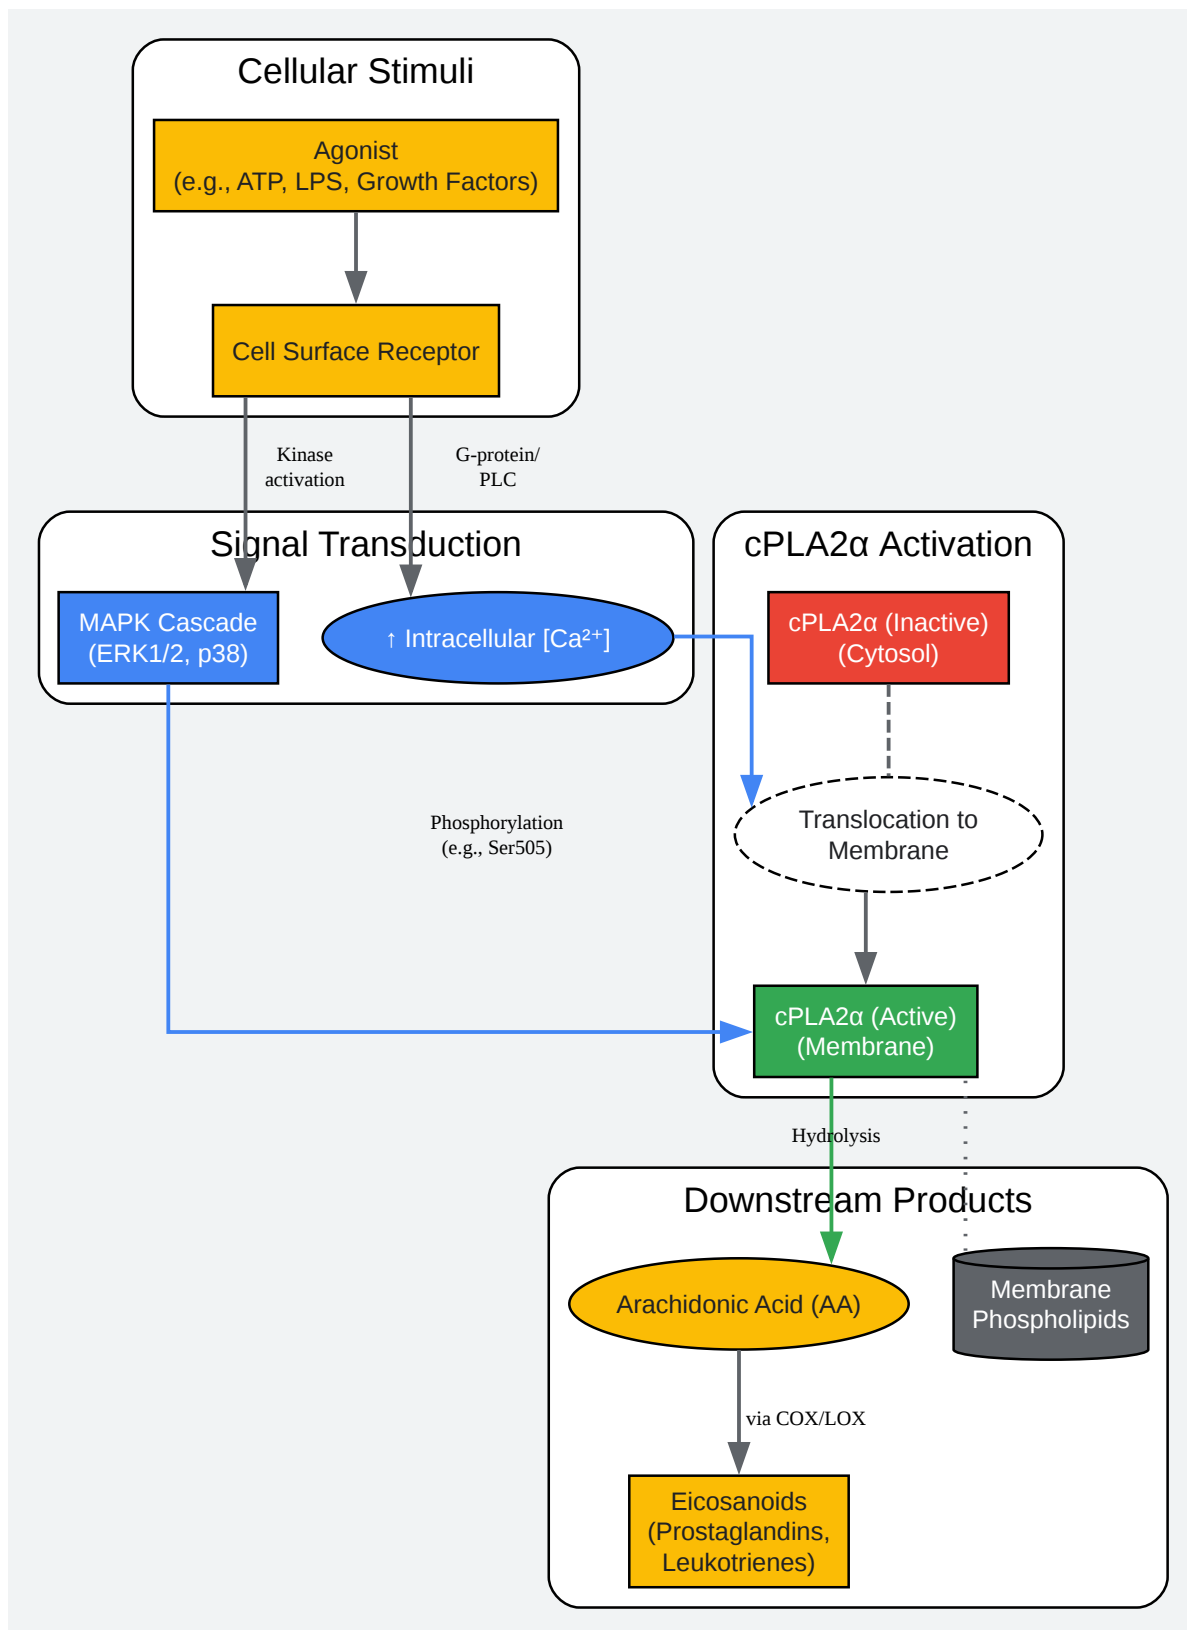 Cellular Stimuli
Agonist
(e.g., ATP, LPS, Growth Factors)
Cell Surface Receptor
Kinase
activation
G-protein/
PLC
Signal Transduction
MAPK Cascade
(ERK1/2, p38)
↑ Intracellular [Ca²⁺]
cPLA2α Activation
cPLA2α (Inactive)
(Cytosol)
Translocation to
Membrane
Phosphorylation
(e.g., Ser505)
cPLA2α (Active)
(Membrane)
Hydrolysis
Downstream Products
Arachidonic Acid (AA)
Membrane
Phospholipids
via COX/LOX
Eicosanoids
(Prostaglandins,
Leukotrienes)